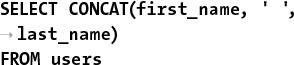 SELECT CONCAT(first_name, ' ',
→last_name)
FROM users